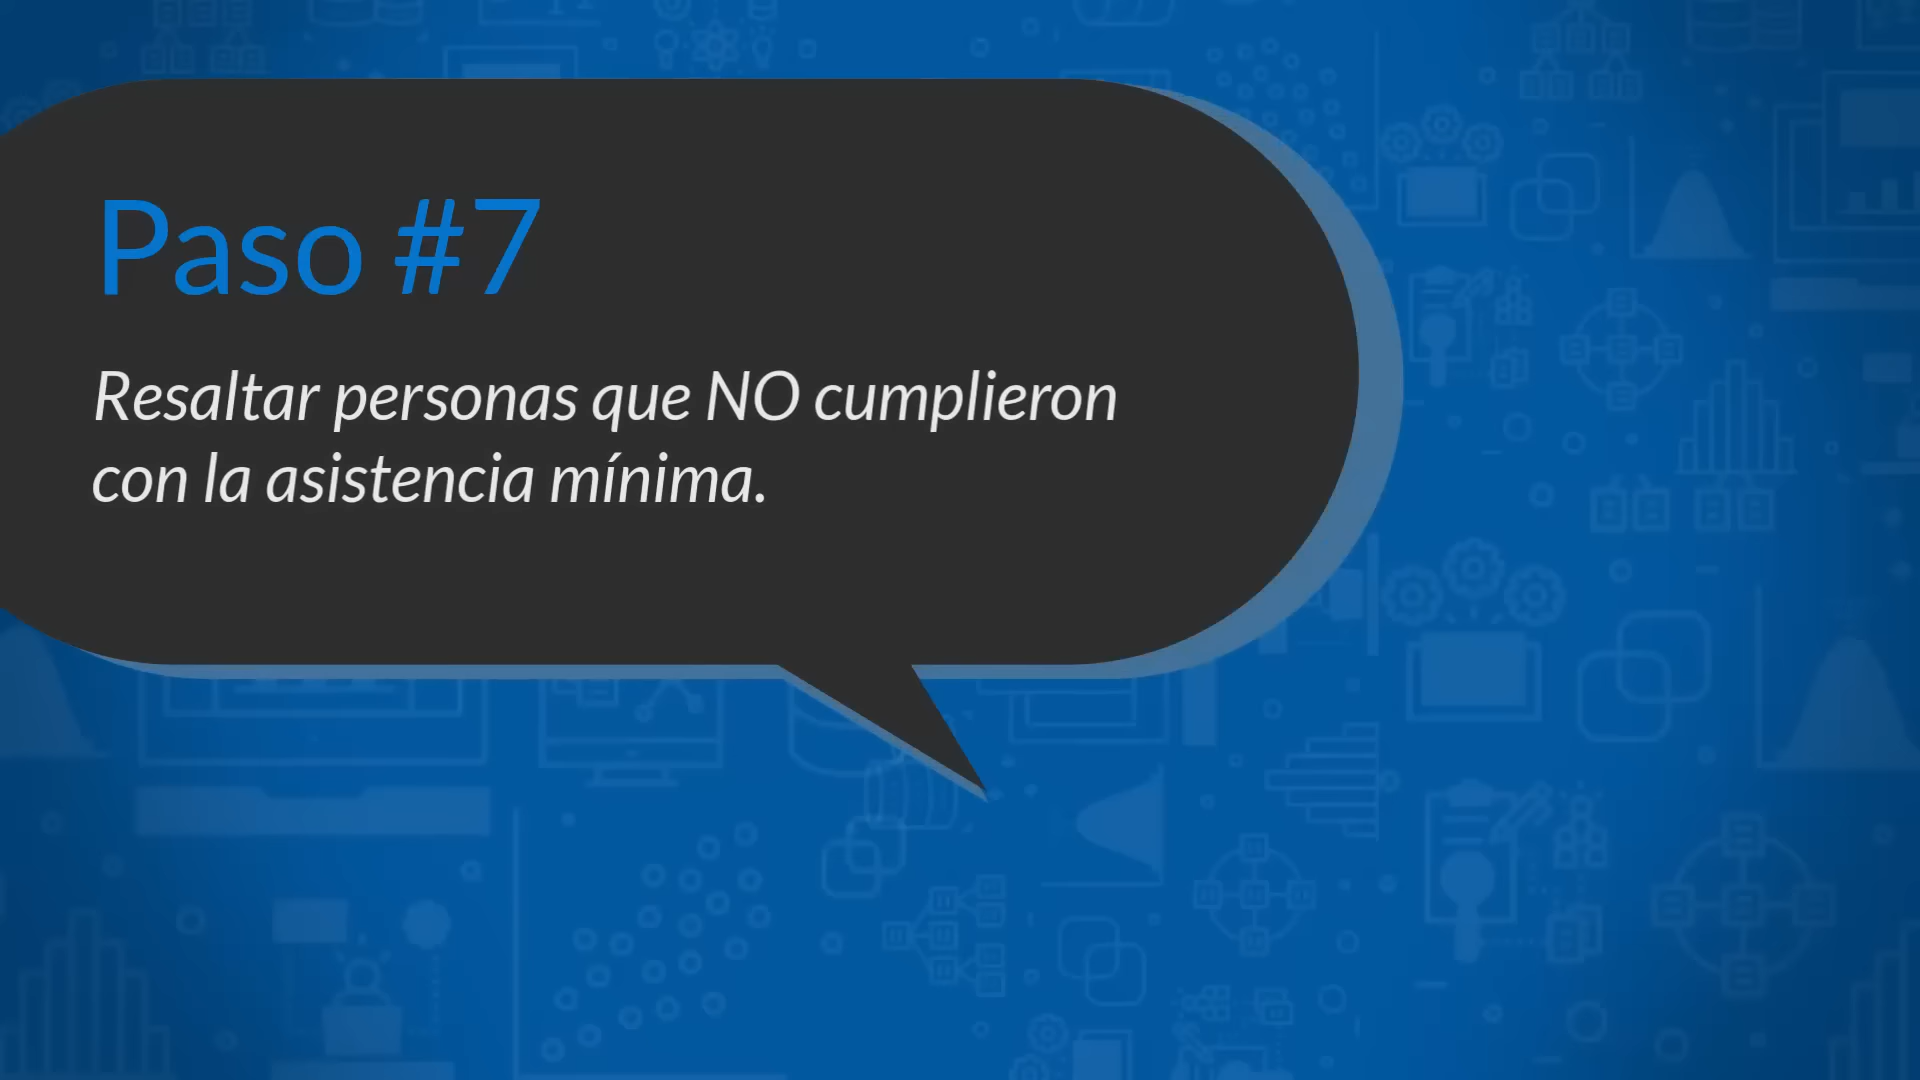 Paso #7
Resaltar personas que NO cumplieron
con la asistencia mínima.